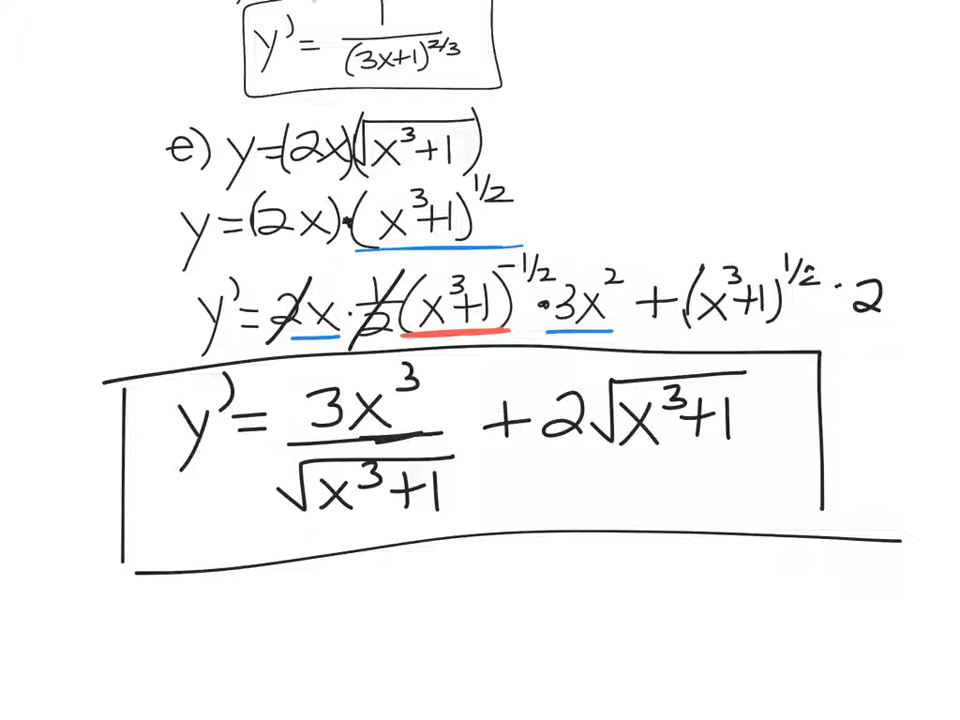 y' = 1/(3x+1)^2/3
e) y=(2x)(√x³+1)
y=(2x)·(x³+1)^1/2
y' = 2x · 1/2(x³+1)^-1/2 · 3x² + (x³+1)^1/2 · 2
y' = 3x³/√x³+1 + 2√x³+1